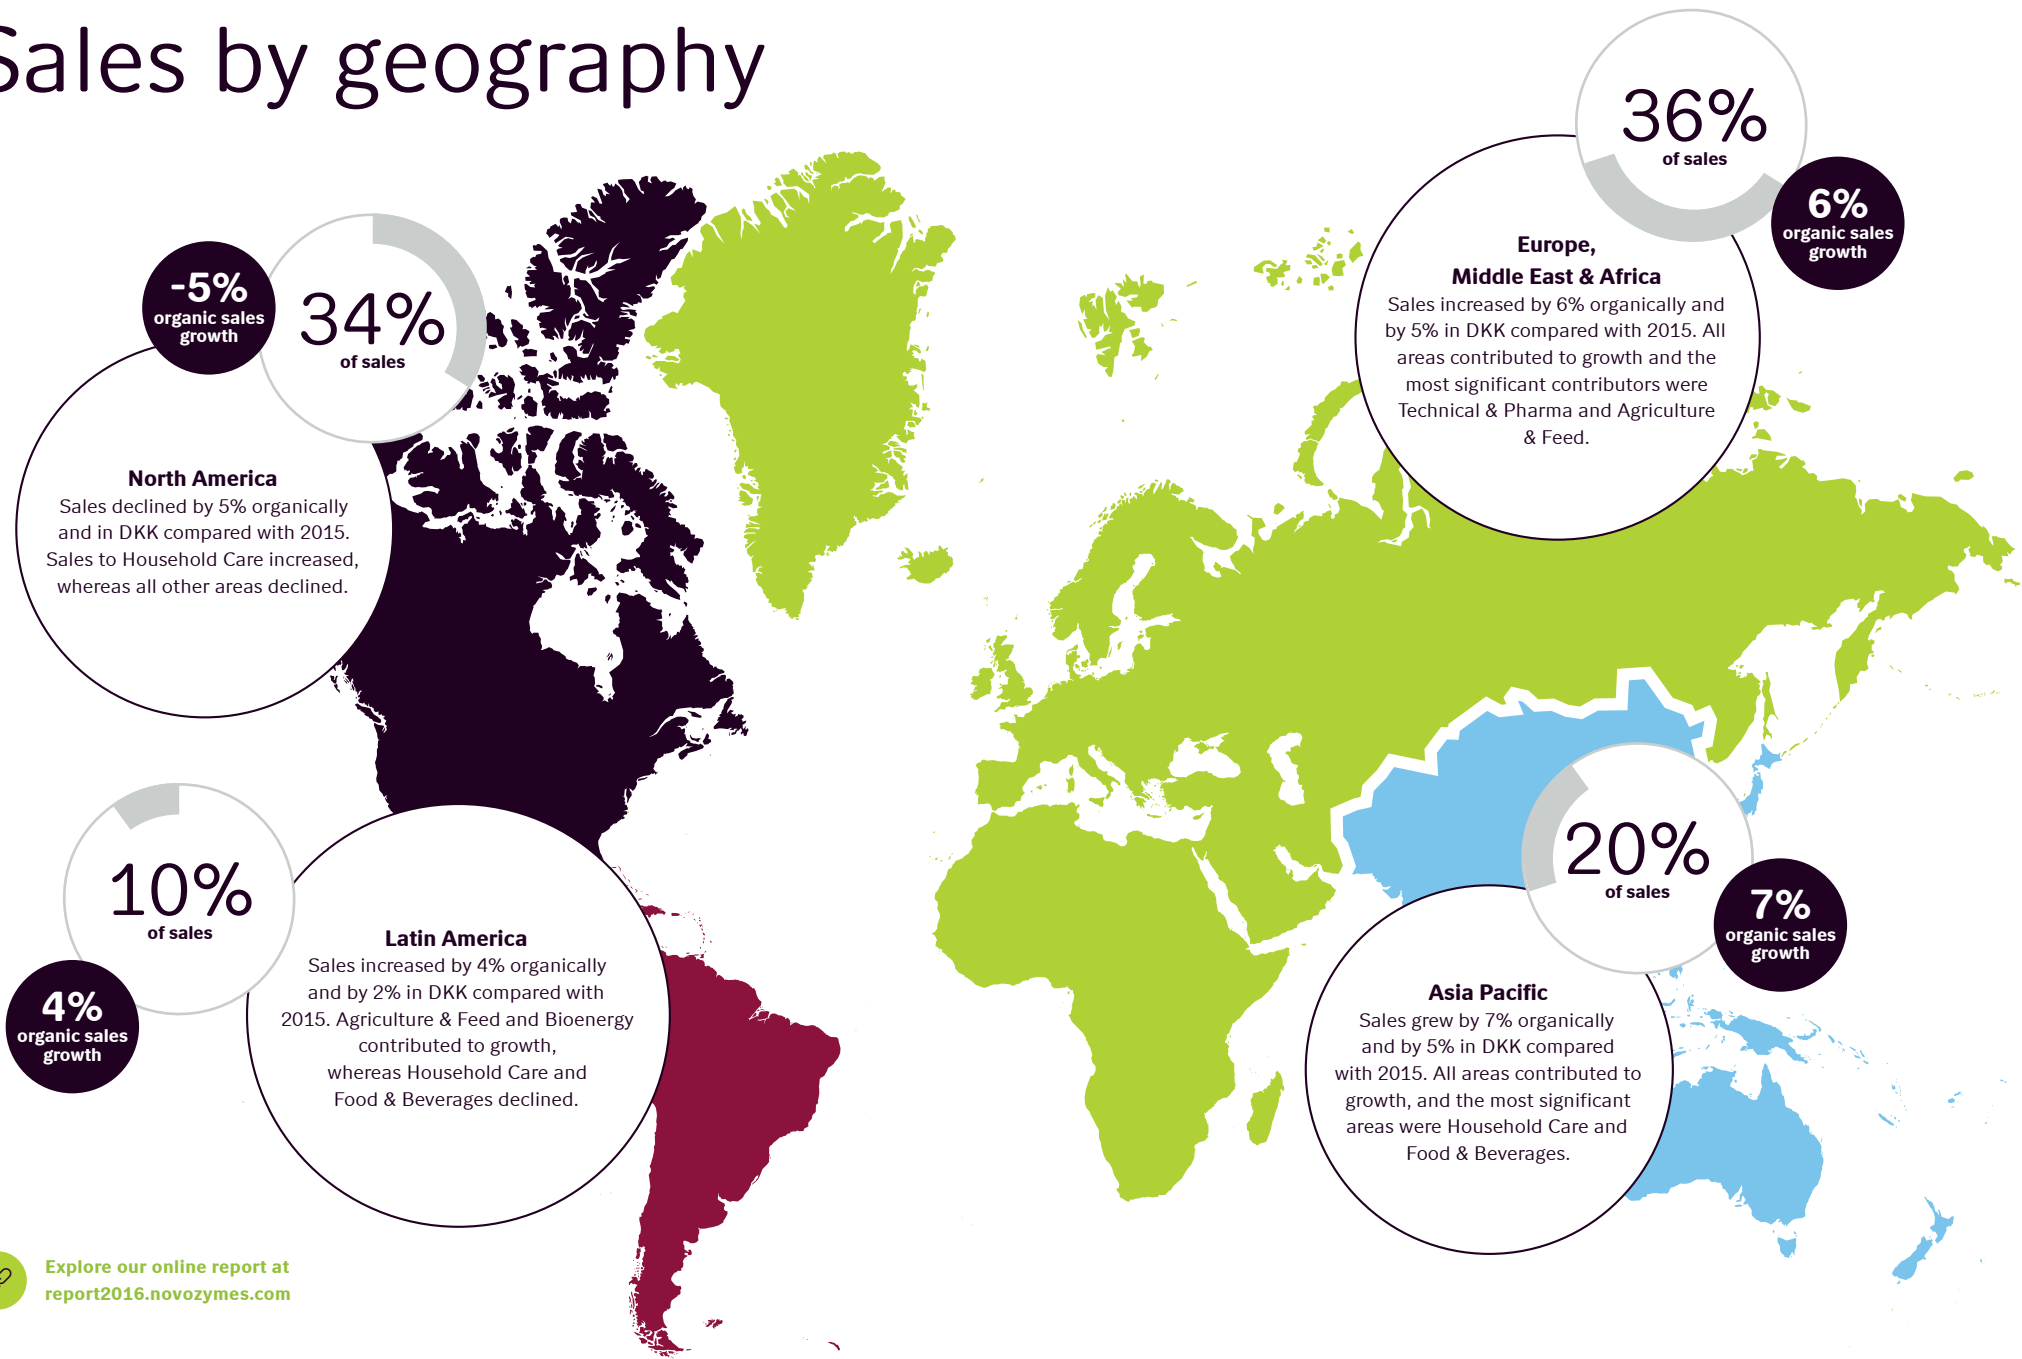 Sales by geography
36%
of sales
6%
organic sales
growth
Europe,
Middle East & Africa
Sales increased by 6% organically and
by 5% in DKK compared with 2015. All
areas contributed to growth and the
most significant contributors were
Technical & Pharma and Agriculture
& Feed.
-5%
organic sales
growth
34%
of sales
North America
Sales declined by 5% organically
and in DKK compared with 2015.
Sales to Household Care increased,
whereas all other areas declined.
10%
of sales
4%
organic sales
growth
Latin America
Sales increased by 4% organically
and by 2% in DKK compared with
2015. Agriculture & Feed and Bioenergy
contributed to growth,
whereas Household Care and
Food & Beverages declined.
20%
of sales
7%
organic sales
growth
Asia Pacific
Sales grew by 7% organically
and by 5% in DKK compared
with 2015. All areas contributed to
growth, and the most significant
areas were Household Care and
Food & Beverages.
Explore our online report at
report2016.novozymes.com